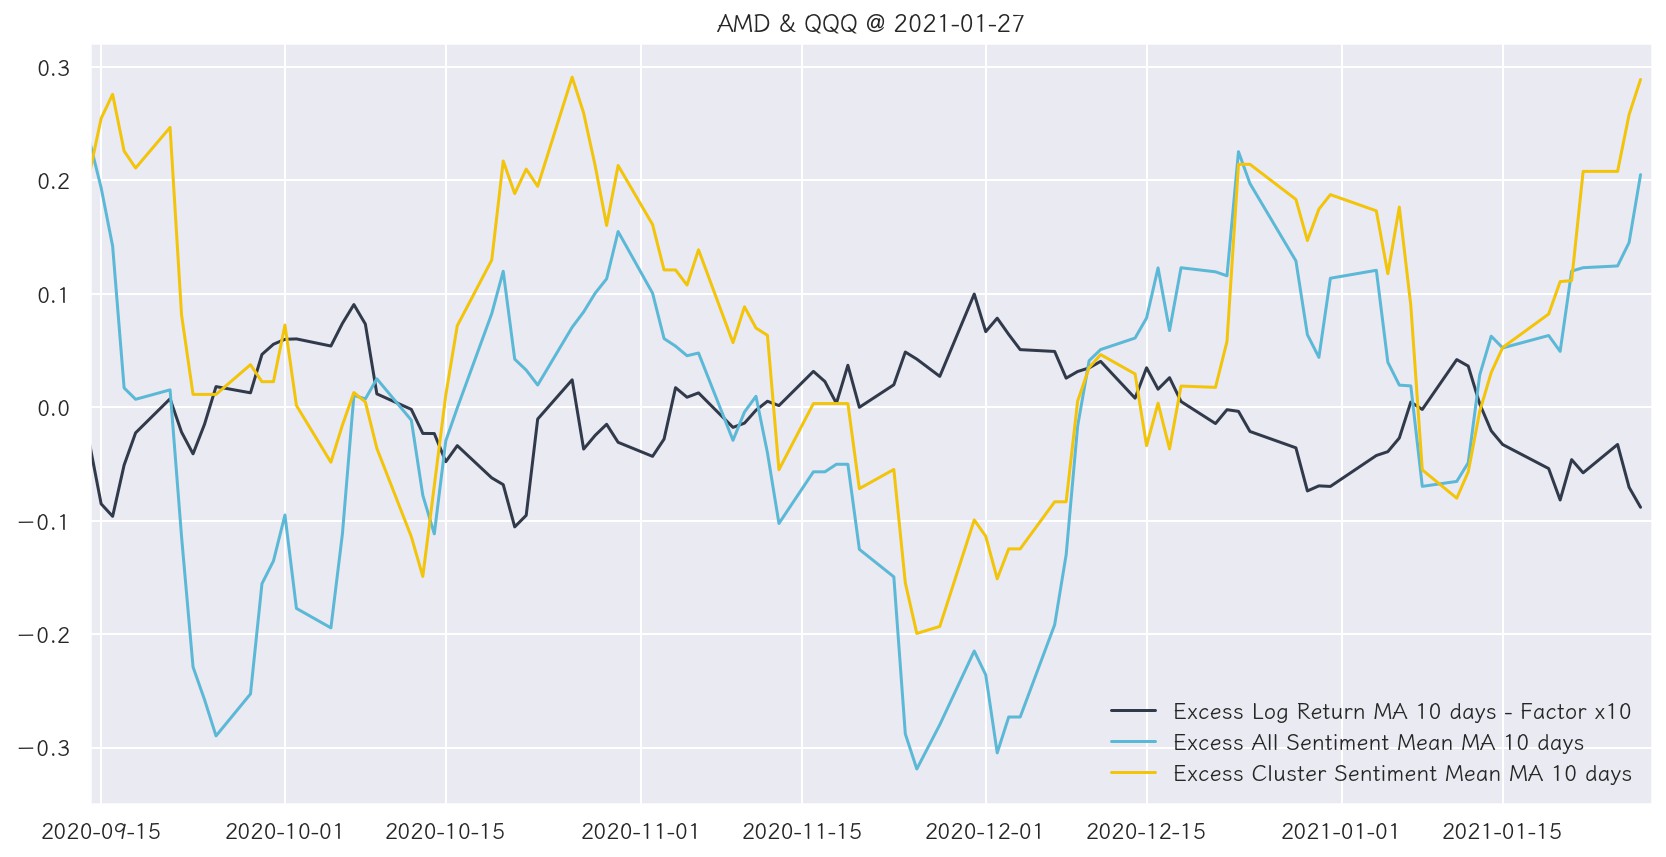 AMD & QQQ @ 2021-01-27
0.3
0.2
0.1
0.0
−0.1
−0.2
−0.3
Excess Log Return MA 10 days - Factor x10
Excess All Sentiment Mean MA 10 days
Excess Cluster Sentiment Mean MA 10 days
2020-09-15 2020-10-01 2020-10-15 2020-11-01 2020-11-15 2020-12-01 2020-12-15 2021-01-01 2021-01-15